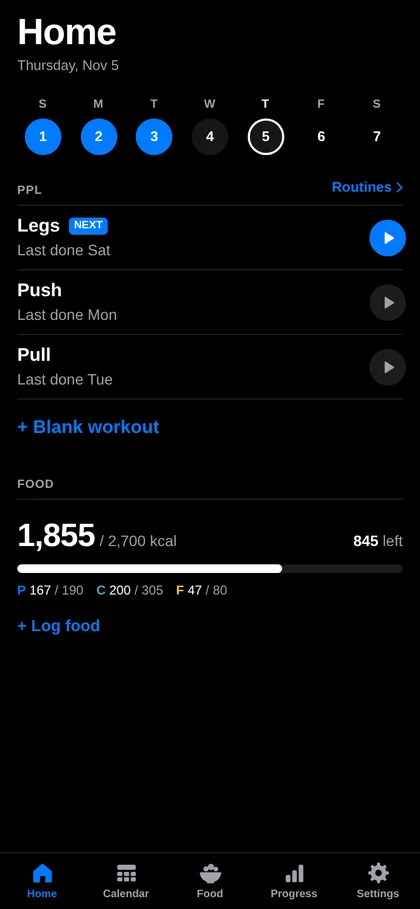 Home
Thursday, Nov 5
S M T W T F S
1 2 3 4 5 6 7
PPL Routines
Legs NEXT
Last done Sat
Push
Last done Mon
Pull
Last done Tue
+ Blank workout
FOOD
1,855 / 2,700 kcal 845 left
P 167 / 190 C 200 / 305 F 47 / 80
+ Log food
Home Calendar Food Progress Settings